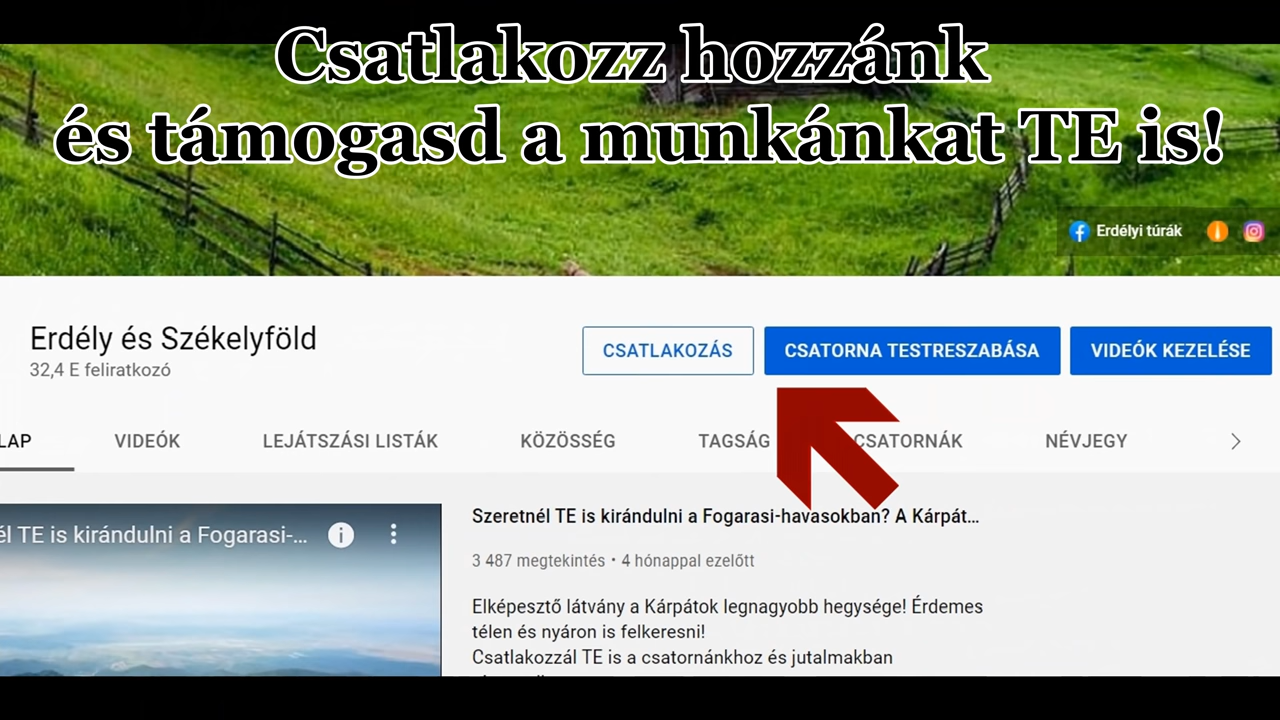 Csatlakozz hozzánk
és támogasd a munkánkat TE is!
Erdélyi túrák
Erdély és Székelyföld
32,4 E feliratkozó
CSATLAKOZÁS
CSATORNA TESTRESZABÁSA
VIDEÓK KEZELÉSE
LAP VIDEÓK LEJÁTSZÁSI LISTÁK KÖZÖSSÉG TAGSÁG CSATORNÁK NÉVJEGY
él TE is kirándulni a Fogarasi-...
Szeretnél TE is kirándulni a Fogarasi-havasokban? A Kárpát...
3 487 megtekintés • 4 hónappal ezelőtt
Elképesztő látvány a Kárpátok legnagyobb hegysége! Érdemes
télen és nyáron is felkeresni!
Csatlakozzál TE is a csatornánkhoz és jutalmakban